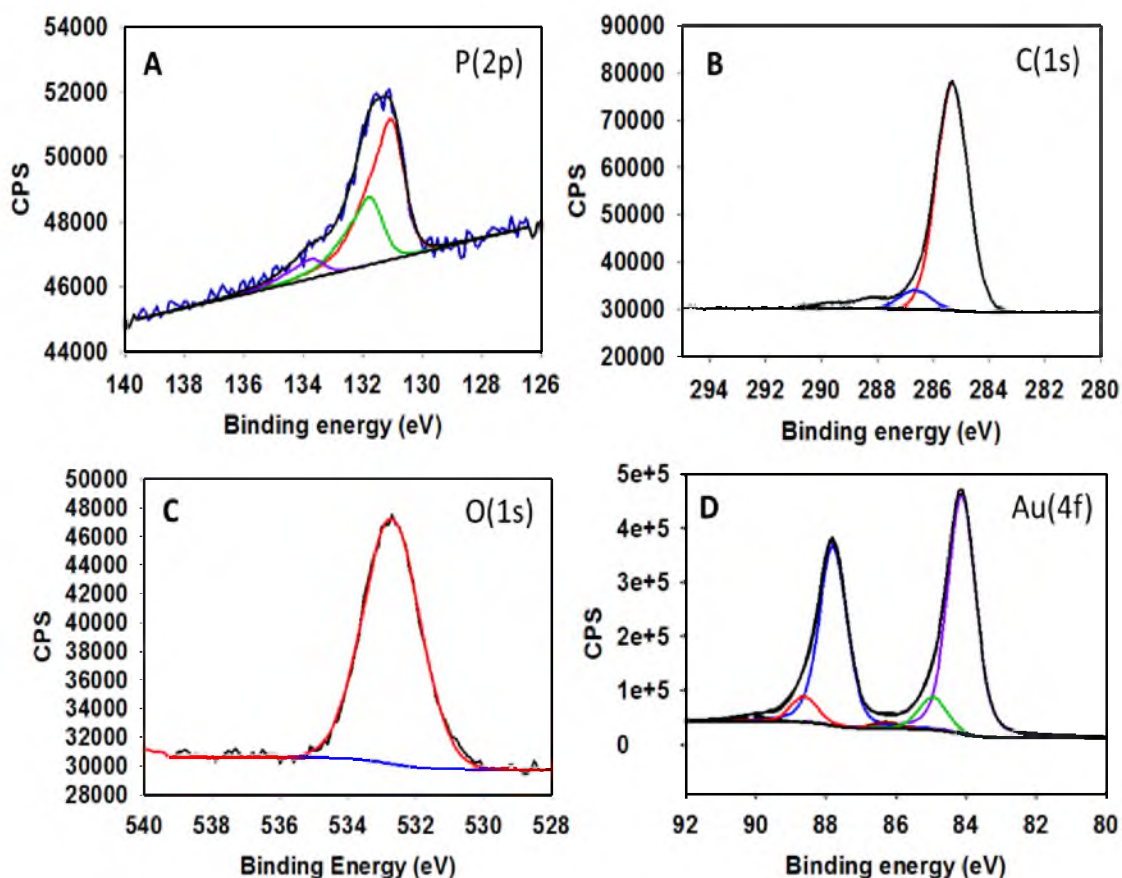 A P(2p)
CPS
54000
52000
50000
48000
46000
44000
140 138 136 134 132 130 128 126
Binding energy (eV)
B C(1s)
CPS
90000
80000
70000
60000
50000
40000
30000
20000
294 292 290 288 286 284 282 280
Binding energy (eV)
C O(1s)
CPS
50000
48000
46000
44000
42000
40000
38000
36000
34000
32000
30000
28000
540 538 536 534 532 530 528
Binding Energy (eV)
D Au(4f)
CPS
5e+5
4e+5
3e+5
2e+5
1e+5
0
92 90 88 86 84 82 80
Binding energy (eV)